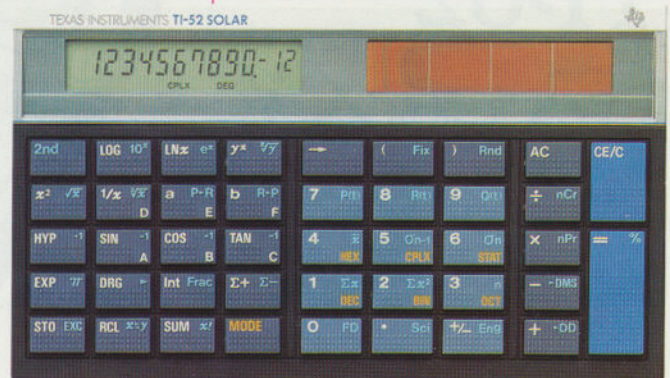 TEXAS INSTRUMENTS TI-52 SOLAR
1234567890.-12
CPLX DEG
2nd LOG 10ˣ LNx eˣ yˣ ˣ√y → ( Fix ) Rnd AC CE/C
x² √x 1/x D a P-R E b R-P F 7 P(t) 8 R(t) 9 Q(t) ÷ nCr
HYP -1 SIN -1 A COS -1 B TAN -1 C 4 x̄ HEX 5 σn-1 CPLX 6 σn STAT × nPr = %
EXP π DRG ► Int Frac Σ+ Σ− 1 Σx DEC 2 Σx² BIN 3 n OCT − -DMS
STO EXC RCL x:y SUM x! MODE 0 FD • Sci +/− Eng + -DD